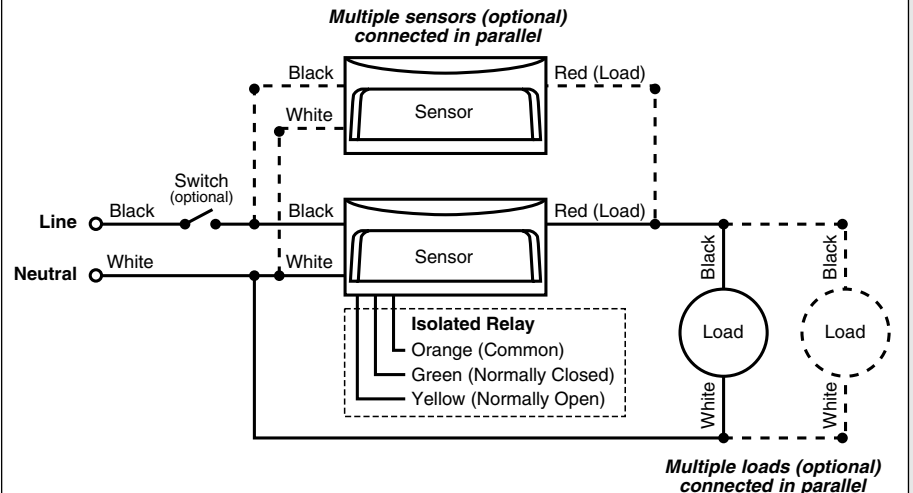 Multiple sensors (optional)
connected in parallel
Black
Red (Load)
White
Sensor
Switch
(optional)
Line
Black
Black
Red (Load)
Neutral
White
White
Sensor
Black
Black
Load
Load
Isolated Relay
Orange (Common)
Green (Normally Closed)
Yellow (Normally Open)
White
White
Multiple loads (optional)
connected in parallel